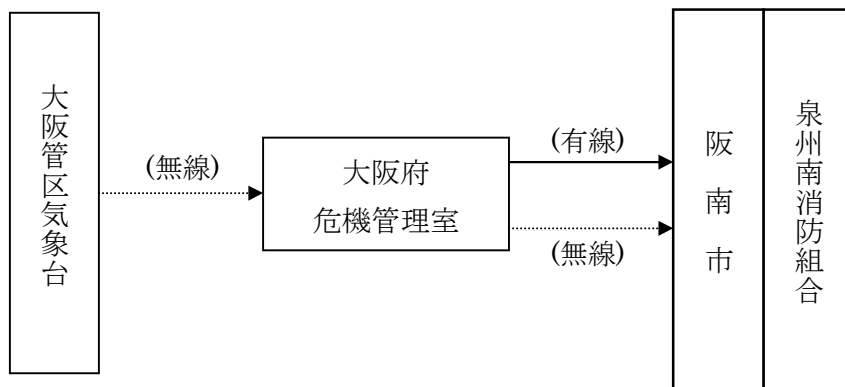 大阪管区気象台
(無線)
大阪府
危機管理室
(有線)
(無線)
阪南市
泉州南消防組合